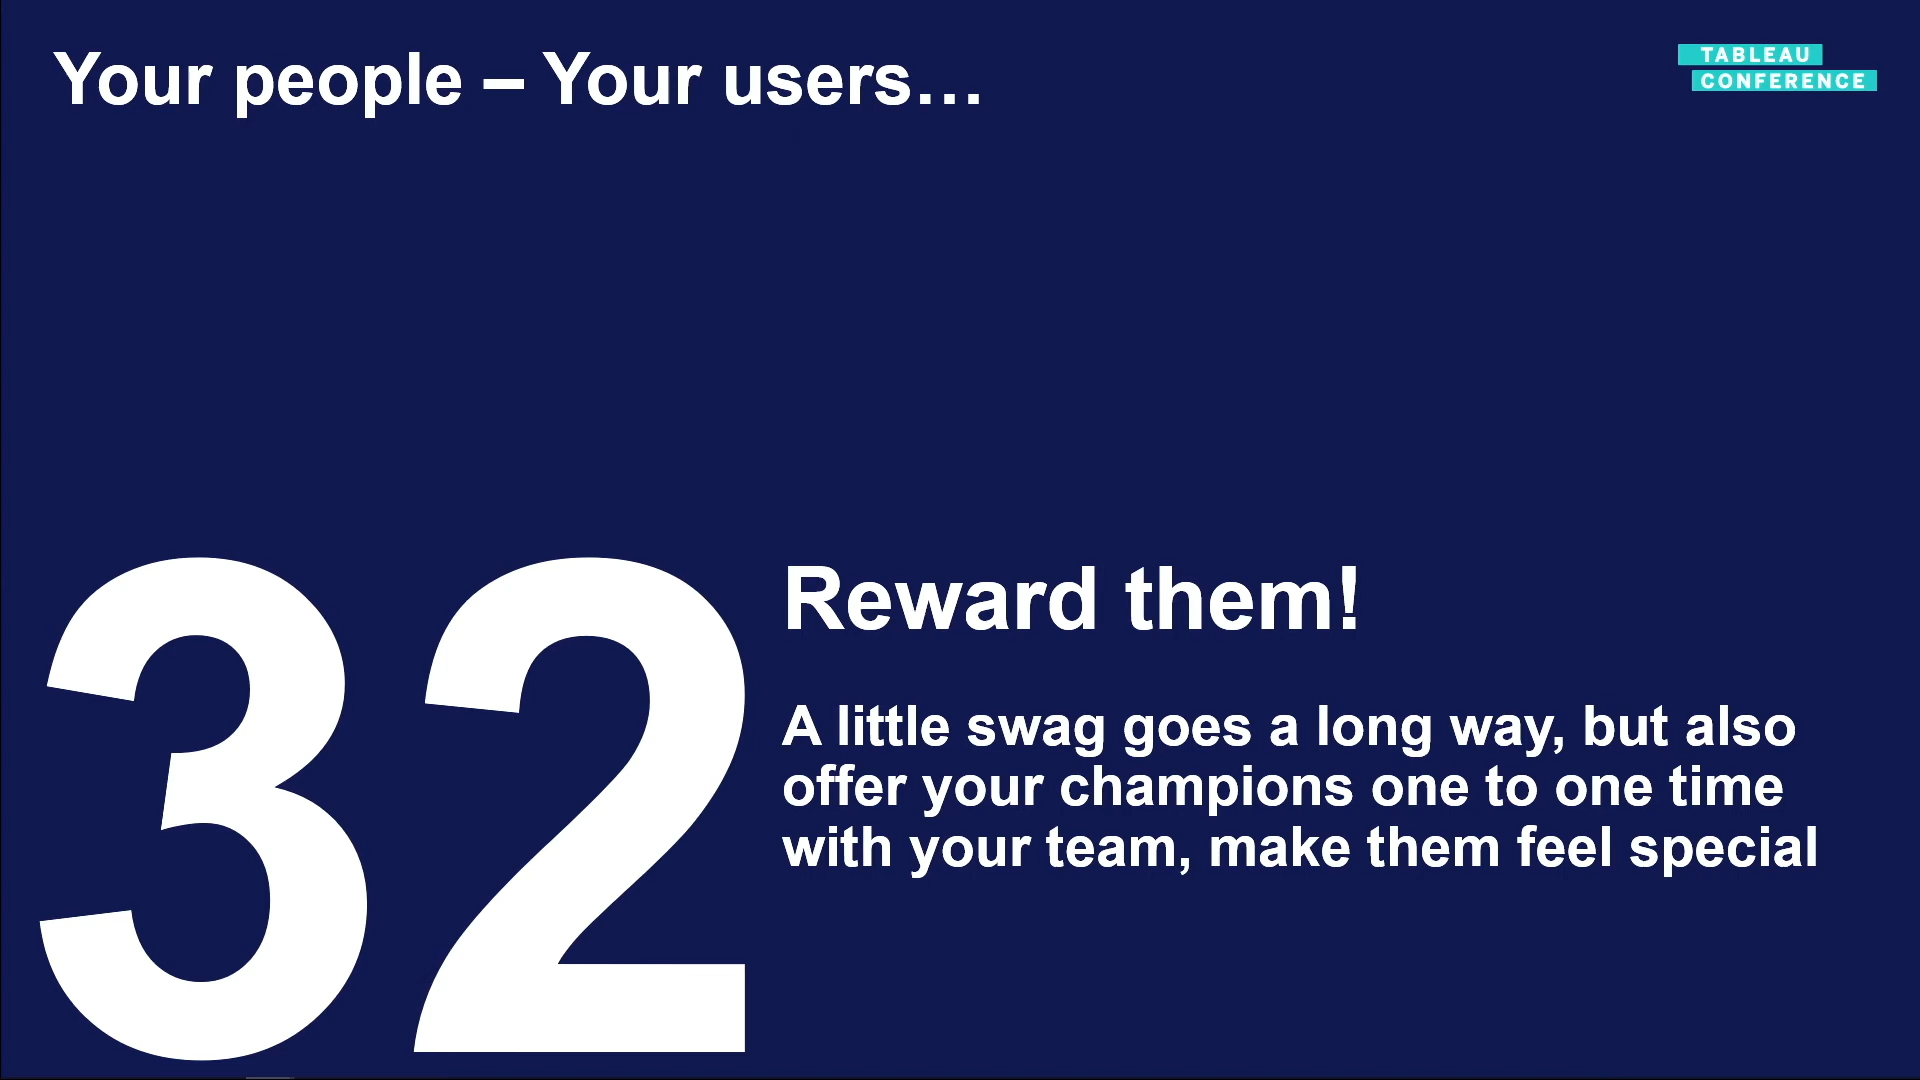 Your people – Your users…
TABLEAU
CONFERENCE
32
Reward them!
A little swag goes a long way, but also
offer your champions one to one time
with your team, make them feel special